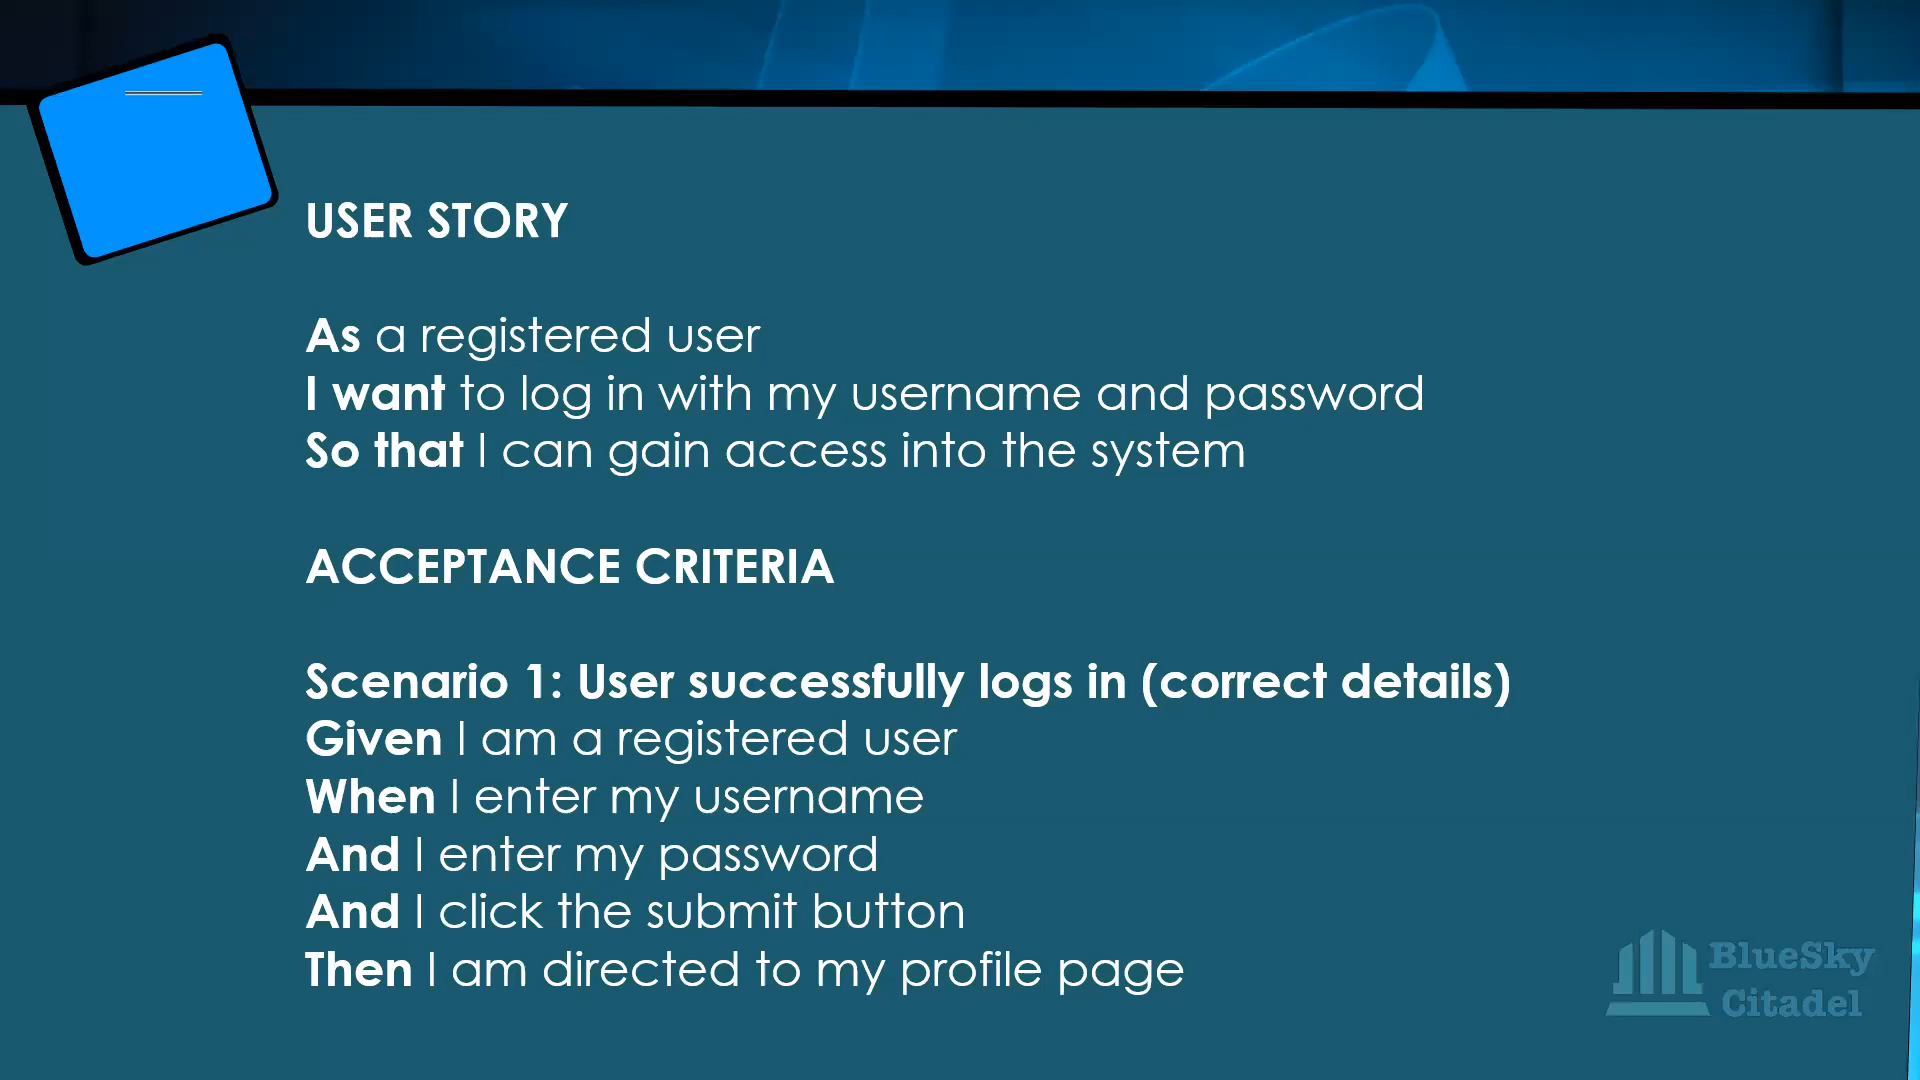 USER STORY
As a registered user
I want to log in with my username and password
So that I can gain access into the system
ACCEPTANCE CRITERIA
Scenario 1: User successfully logs in (correct details)
Given I am a registered user
When I enter my username
And I enter my password
And I click the submit button
Then I am directed to my profile page
BlueSky
Citadel